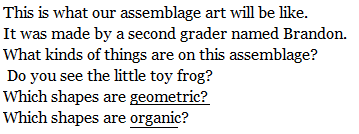 This is what our assemblage art will be like.
It was made by a second grader named Brandon.
What kinds of things are on this assemblage?
Do you see the little toy frog?
Which shapes are geometric?
Which shapes are organic?